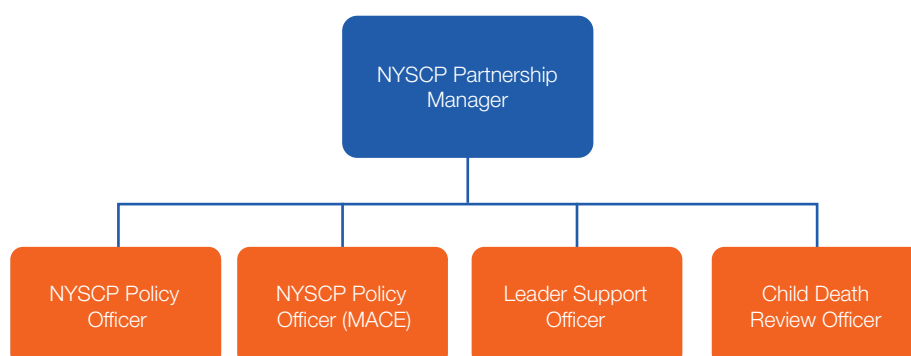 NYSCP Partnership
Manager
NYSCP Policy
Officer
NYSCP Policy
Officer (MACE)
Leader Support
Officer
Child Death
Review Officer